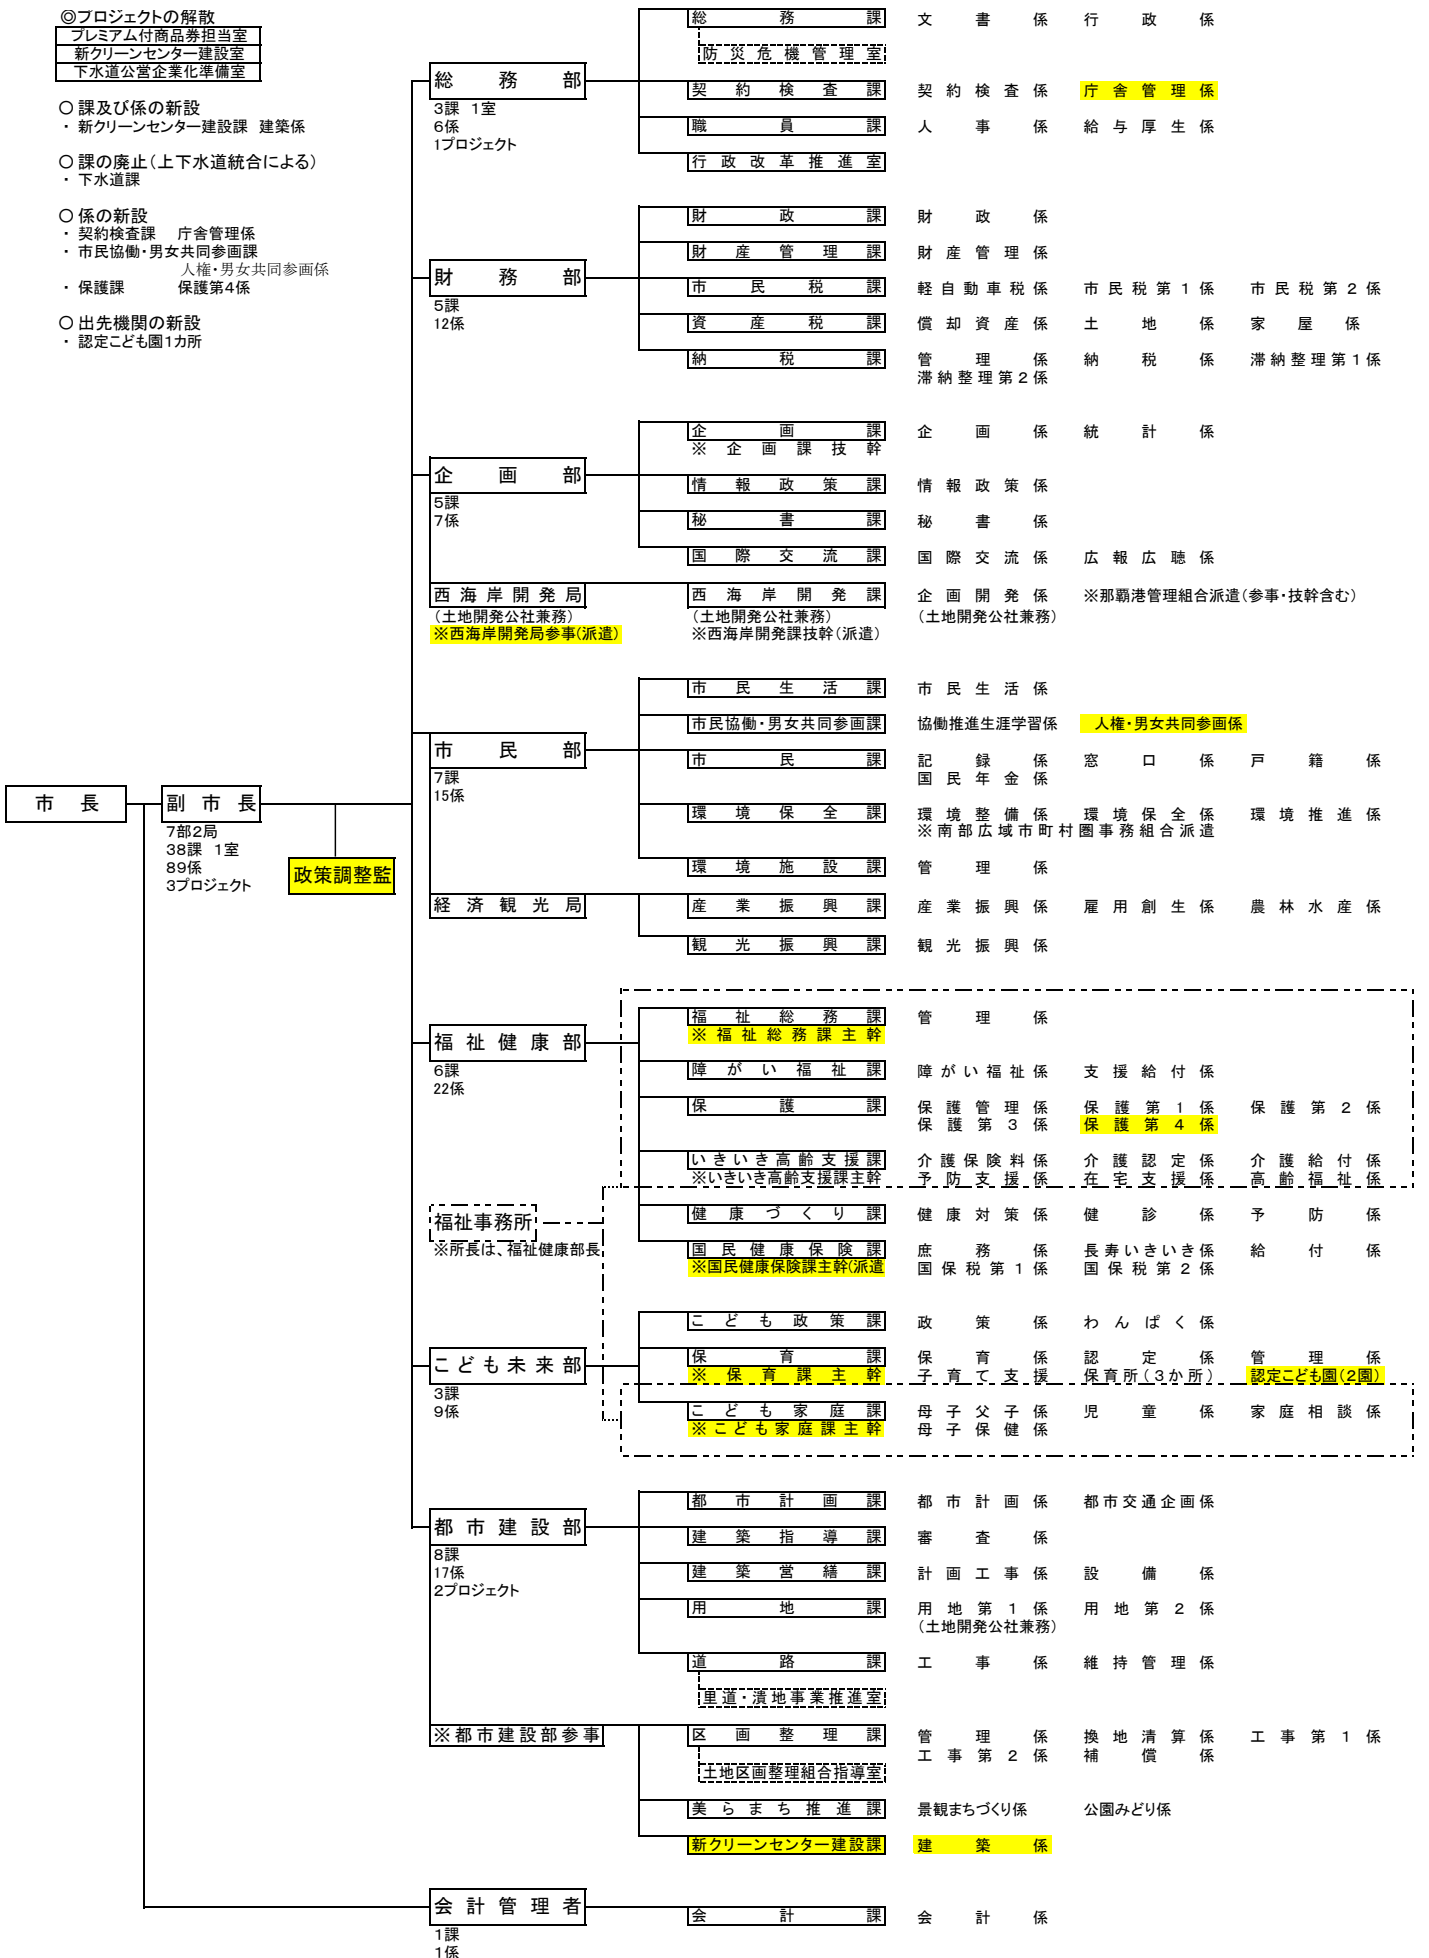 ◎プロジェクトの解散
プレミアム付商品券担当室
新クリーンセンター建設室
下水道公営企業化準備室
○ 課及び係の新設
・ 新クリーンセンター建設課 建築係
○ 課の廃止（上下水道統合による）
・ 下水道課
○ 係の新設
・ 契約検査課 庁舎管理係
・ 市民協働・男女共同参画課
人権・男女共同参画係
・ 保護課 保護第４係
○ 出先機関の新設
・ 認定こども園１カ所
市長
副市長
7部2局
38課 1室
89係
3プロジェクト
政策調整監
総務部
3課 1室
6係
1プロジェクト
総務課 文書係 行政係
防災危機管理室
契約検査課 契約検査係 庁舎管理係
職員課 人事係 給与厚生係
行政改革推進室
財務部
5課
12係
財政課 財政係
財産管理課 財産管理係
市民税課 軽自動車税係 市民税第１係 市民税第２係
資産税課 償却資産係 土地係 家屋係
納税課 管理係 納税係 滞納整理第１係
滞納整理第２係
企画部
5課
7係
企画課 企画係 統計係
※企画課技幹
情報政策課 情報政策係
秘書課 秘書係
国際交流課 国際交流係 広報広聴係
西海岸開発局 西海岸開発課 企画開発係 ※那覇港管理組合派遣（参事・技幹含む）
（土地開発公社兼務） （土地開発公社兼務） （土地開発公社兼務）
※西海岸開発局参事（派遣） ※西海岸開発課技幹（派遣）
市民部
7課
15係
市民生活課 市民生活係
市民協働・男女共同参画課 協働推進生涯学習係 人権・男女共同参画係
市民課 記録係 窓口係 戸籍係
国民年金係
環境保全課 環境整備係 環境保全係 環境推進係
※南部広域市町村圏事務組合派遣
環境施設課 管理係
経済観光局 産業振興課 産業振興係 雇用創生係 農林水産係
観光振興課 観光振興係
福祉健康部
6課
22係
福祉総務課 管理係
※福祉総務課主幹
障がい福祉課 障がい福祉係 支援給付係
保護課 保護管理係 保護第１係 保護第２係
保護第３係 保護第４係
いきいき高齢支援課 介護保険料係 介護認定係 介護給付係
※いきいき高齢支援課主幹 予防支援係 在宅支援係 高齢福祉係
福祉事務所
※所長は、福祉健康部長
健康づくり課 健康対策係 健診係 予防係
国民健康保険課 庶務係 長寿いきいき係 給付係
※国民健康保険課主幹（派遣 国保税第１係 国保税第２係
こども未来部
3課
9係
こども政策課 政策係 わんぱく係
保育課 保育係 認定係 管理係
※保育課主幹 子育て支援 保育所（３か所） 認定こども園（２園）
こども家庭課 母子父子係 児童係 家庭相談係
※こども家庭課主幹 母子保健係
都市建設部
8課
17係
2プロジェクト
都市計画課 都市計画係 都市交通企画係
建築指導課 審査係
建築営繕課 計画工事係 設備係
用地課 用地第１係 用地第２係
（土地開発公社兼務）
道路課 工事係 維持管理係
里道・潰地事業推進室
※都市建設部参事 区画整理課 管理係 換地清算係 工事第１係
工事第２係 補償係
土地区画整理組合指導室
美らまち推進課 景観まちづくり係 公園みどり係
新クリーンセンター建設課 建築係
会計管理者 会計課 会計係
1課
1係